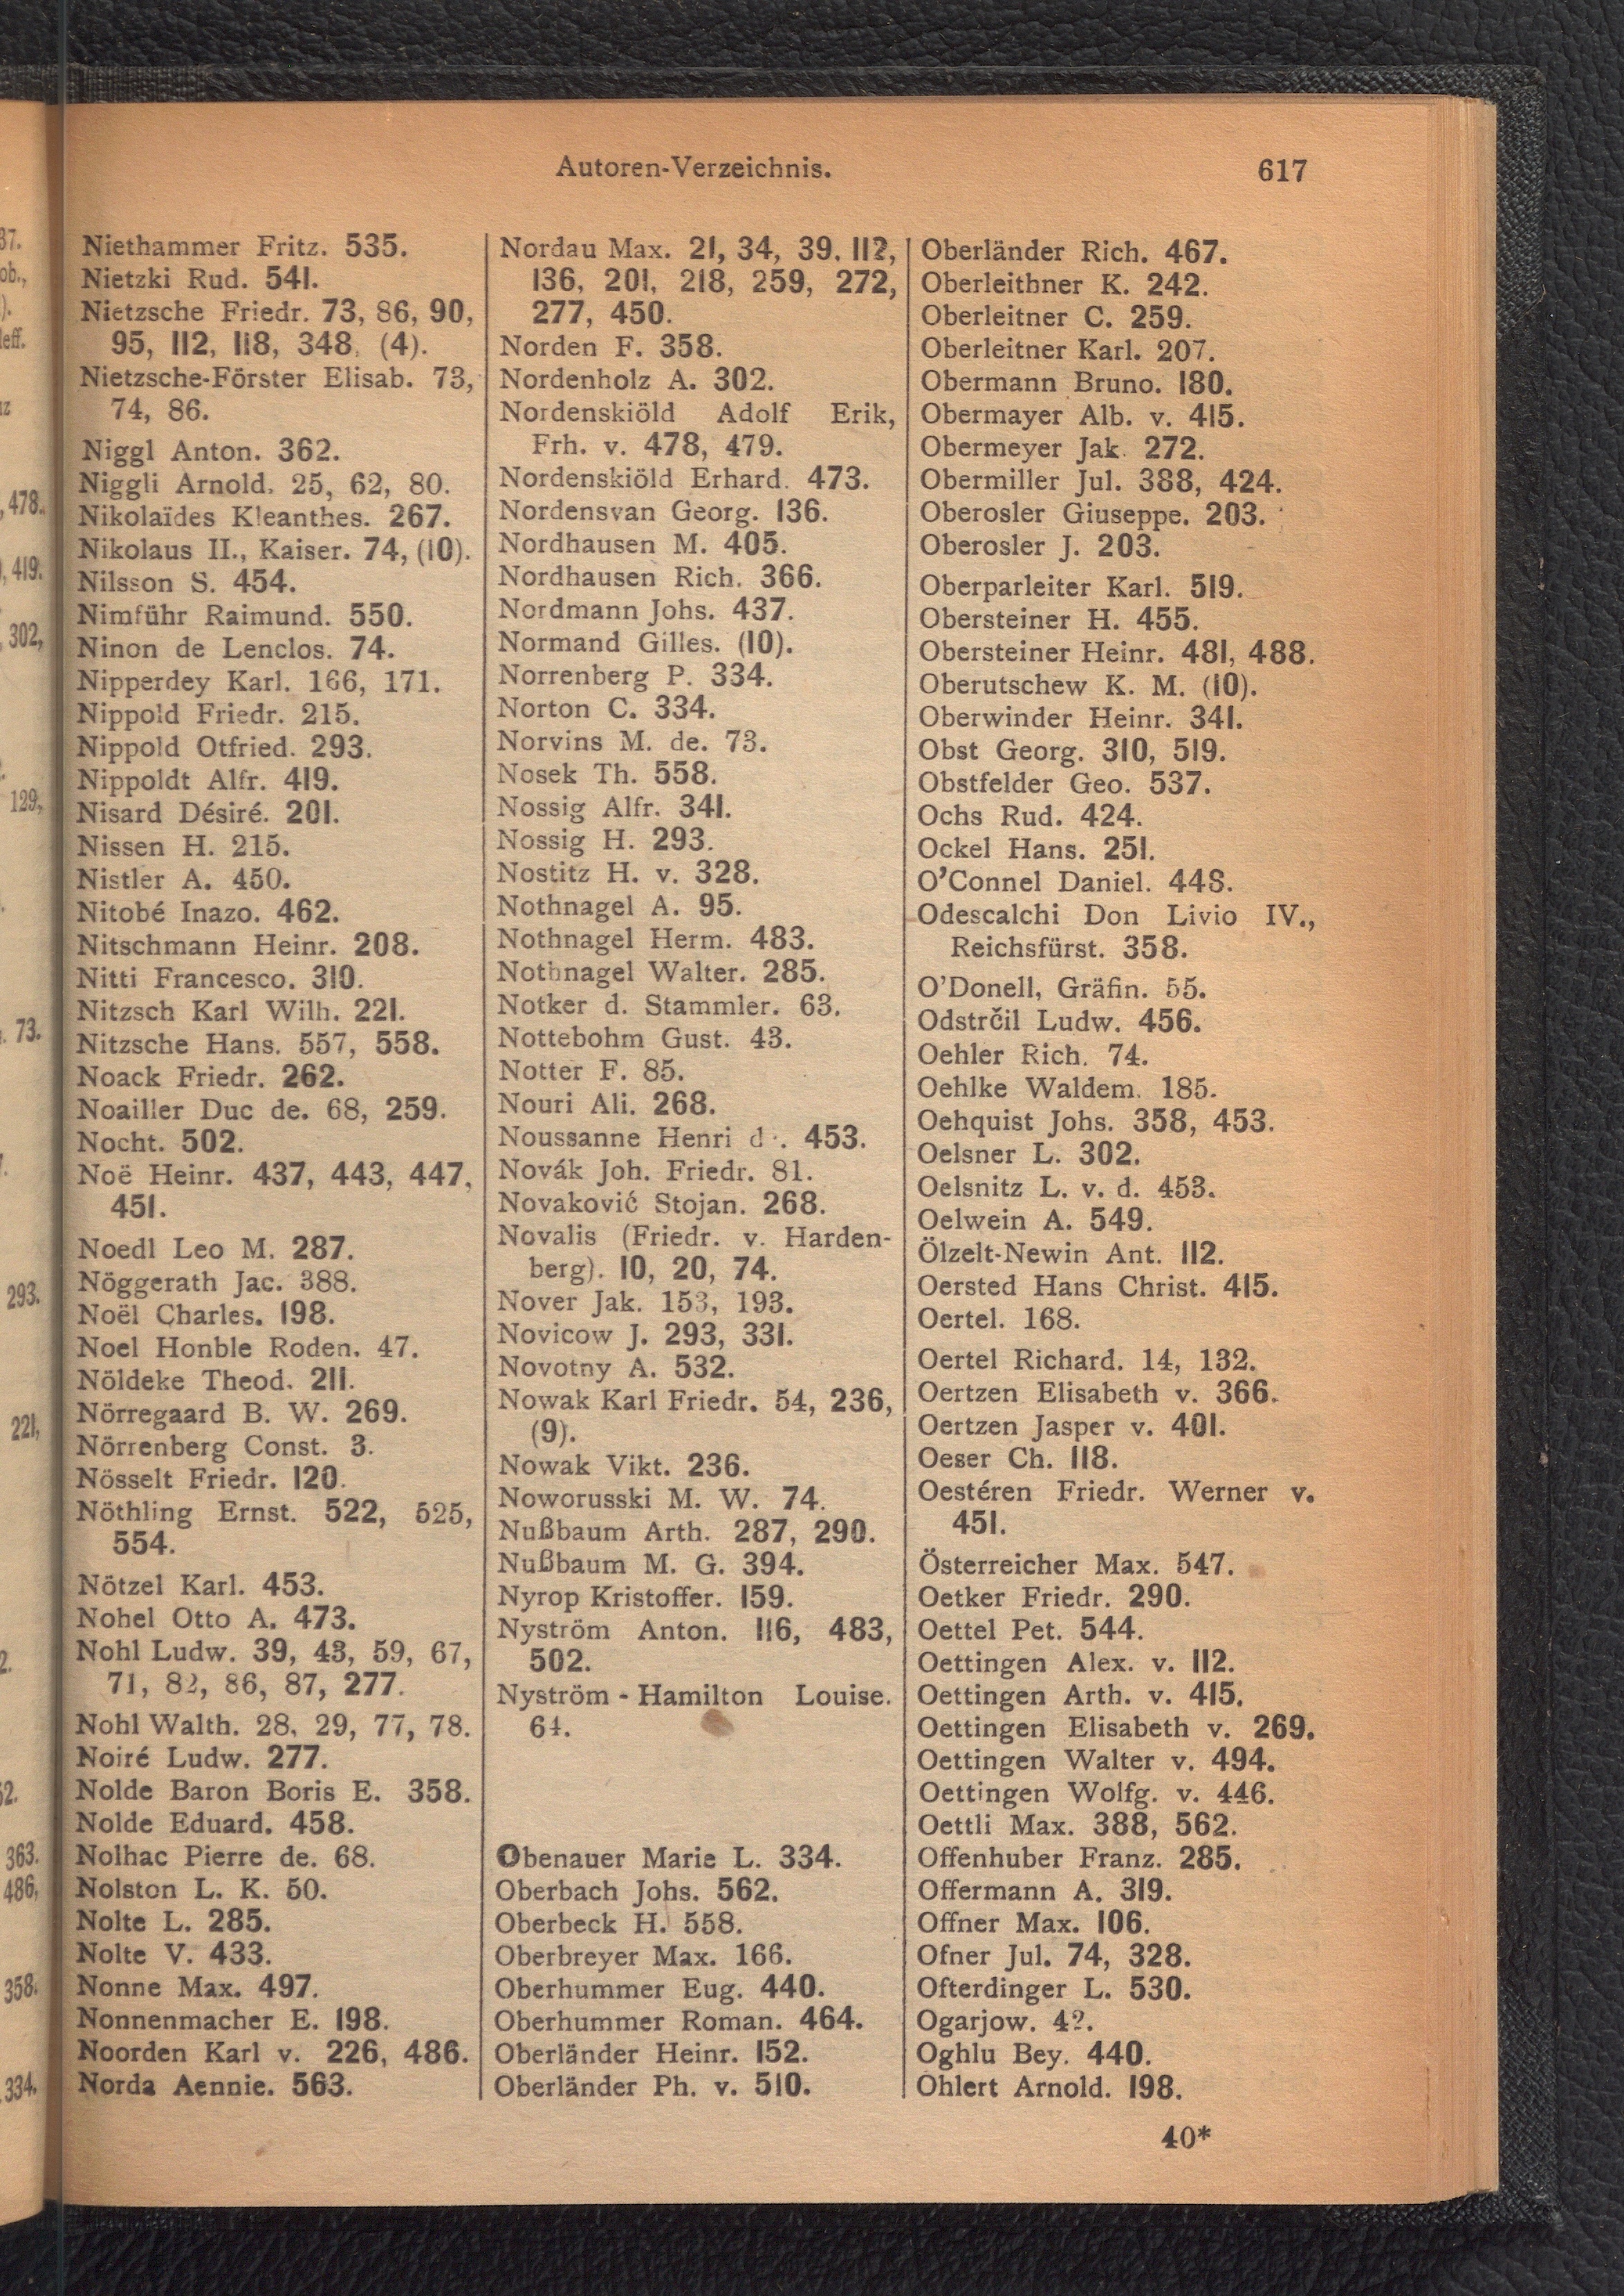 Autoren-Verzeichnis.
617
Niethammer Fritz. 535.
Nietzki Rud. 541.
Nietzsche Friedr. 73, 86, 90,
95, 112, 118, 348, (4).
Nietzsche-Förster Elisab. 73,
74, 86.
Niggl Anton. 362.
Niggli Arnold. 25, 62, 80.
Nikolaïdes Kleanthes. 267.
Nikolaus II., Kaiser. 74, (10).
Nilsson S. 454.
Nimführ Raimund. 550.
Ninon de Lenclos. 74.
Nipperdey Karl. 166, 171.
Nippold Friedr. 215.
Nippold Otfried. 293.
Nippoldt Alfr. 419.
Nisard Désiré. 201.
Nissen H. 215.
Nistler A. 450.
Nitobé Inazo. 462.
Nitschmann Heinr. 208.
Nitti Francesco. 310.
Nitzsch Karl Wilh. 221.
Nitzsche Hans. 557, 558.
Noack Friedr. 262.
Noailler Duc de. 68, 259.
Nocht. 502.
Noë Heinr. 437, 443, 447,
451.
Noedl Leo M. 287.
Nöggerath Jac. 388.
Noël Charles. 198.
Noel Honble Roden. 47.
Nöldeke Theod. 211.
Nörregaard B. W. 269.
Nörrenberg Const. 3.
Nösselt Friedr. 120.
Nöthling Ernst. 522, 525,
554.
Nötzel Karl. 453.
Nohel Otto A. 473.
Nohl Ludw. 39, 43, 59, 67,
71, 82, 86, 87, 277.
Nohl Walth. 28, 29, 77, 78.
Noiré Ludw. 277.
Nolde Baron Boris E. 358.
Nolde Eduard. 458.
Nolhac Pierre de. 68.
Nolston L. K. 50.
Nolte L. 285.
Nolte V. 433.
Nonne Max. 497.
Nonnenmacher E. 198.
Noorden Karl v. 226, 486.
Norda Aennie. 563.
Nordau Max. 21, 34, 39, 112,
136, 201, 218, 259, 272,
277, 450.
Norden F. 358.
Nordenholz A. 302.
Nordenskiöld Adolf Erik,
Frh. v. 478, 479.
Nordenskiöld Erhard. 473.
Nordensvan Georg. 136.
Nordhausen M. 405.
Nordhausen Rich. 366.
Nordmann Johs. 437.
Normand Gilles. (10).
Norrenberg P. 334.
Norton C. 334.
Norvins M. de. 73.
Nosek Th. 558.
Nossig Alfr. 341.
Nossig H. 293.
Nostitz H. v. 328.
Nothnagel A. 95.
Nothnagel Herm. 483.
Nothnagel Walter. 285.
Notker d. Stammler. 63.
Nottebohm Gust. 43.
Notter F. 85.
Nouri Ali. 268.
Noussanne Henri 453.
Novák Joh. Friedr. 81.
Novaković Stojan. 268.
Novalis (Friedr. v. Harden-
berg). 10, 20, 74.
Nover Jak. 153, 193.
Novicow J. 293, 331.
Novotny A. 532.
Nowak Karl Friedr. 54, 236,
(9).
Nowak Vikt. 236.
Noworusski M. W. 74.
Nußbaum Arth. 287, 290.
Nußbaum M. G. 394.
Nyrop Kristoffer. 159.
Nyström Anton. 116, 483,
502.
Nyström - Hamilton Louise.
64.
Obenauer Marie L. 334.
Oberbach Johs. 562.
Oberbeck H. 558.
Oberbreyer Max. 166.
Oberhummer Eug. 440.
Oberhummer Roman. 464.
Oberländer Heinr. 152.
Oberländer Ph. v. 510.
Oberländer Rich. 467.
Oberleithner K. 242.
Oberleitner C. 259.
Oberleitner Karl. 207.
Obermann Bruno. 180.
Obermayer Alb. v. 415.
Obermeyer Jak. 272.
Obermiller Jul. 388, 424.
Oberosler Giuseppe. 203.
Oberosler J. 203.
Oberparleiter Karl. 519.
Obersteiner H. 455.
Obersteiner Heinr. 481, 488.
Oberutschew K. M. (10).
Oberwinder Heinr. 341.
Obst Georg. 310, 519.
Obstfelder Geo. 537.
Ochs Rud. 424.
Ockel Hans. 251.
O'Connel Daniel. 448.
Odescalchi Don Livio IV.,
Reichsfürst. 358.
O'Donell, Gräfin. 55.
Odstrčil Ludw. 456.
Oehler Rich. 74.
Oehlke Waldem. 185.
Oehquist Johs. 358, 453.
Oelsner L. 302.
Oelsnitz L. v. d. 453.
Oelwein A. 549.
Ölzelt-Newin Ant. 112.
Oersted Hans Christ. 415.
Oertel. 168.
Oertel Richard. 14, 132.
Oertzen Elisabeth v. 366.
Oertzen Jasper v. 401.
Oeser Ch. 118.
Oestéren Friedr. Werner v.
451.
Österreicher Max. 547.
Oetker Friedr. 290.
Oettel Pet. 544.
Oettingen Alex. v. 112.
Oettingen Arth. v. 415.
Oettingen Elisabeth v. 269.
Oettingen Walter v. 494.
Oettingen Wolfg. v. 446.
Oettli Max. 388, 562.
Offenhuber Franz. 285.
Offermann A. 319.
Offner Max. 106.
Ofner Jul. 74, 328.
Ofterdinger L. 530.
Ogarjow. 42.
Oghlu Bey. 440.
Ohlert Arnold. 198.
40*